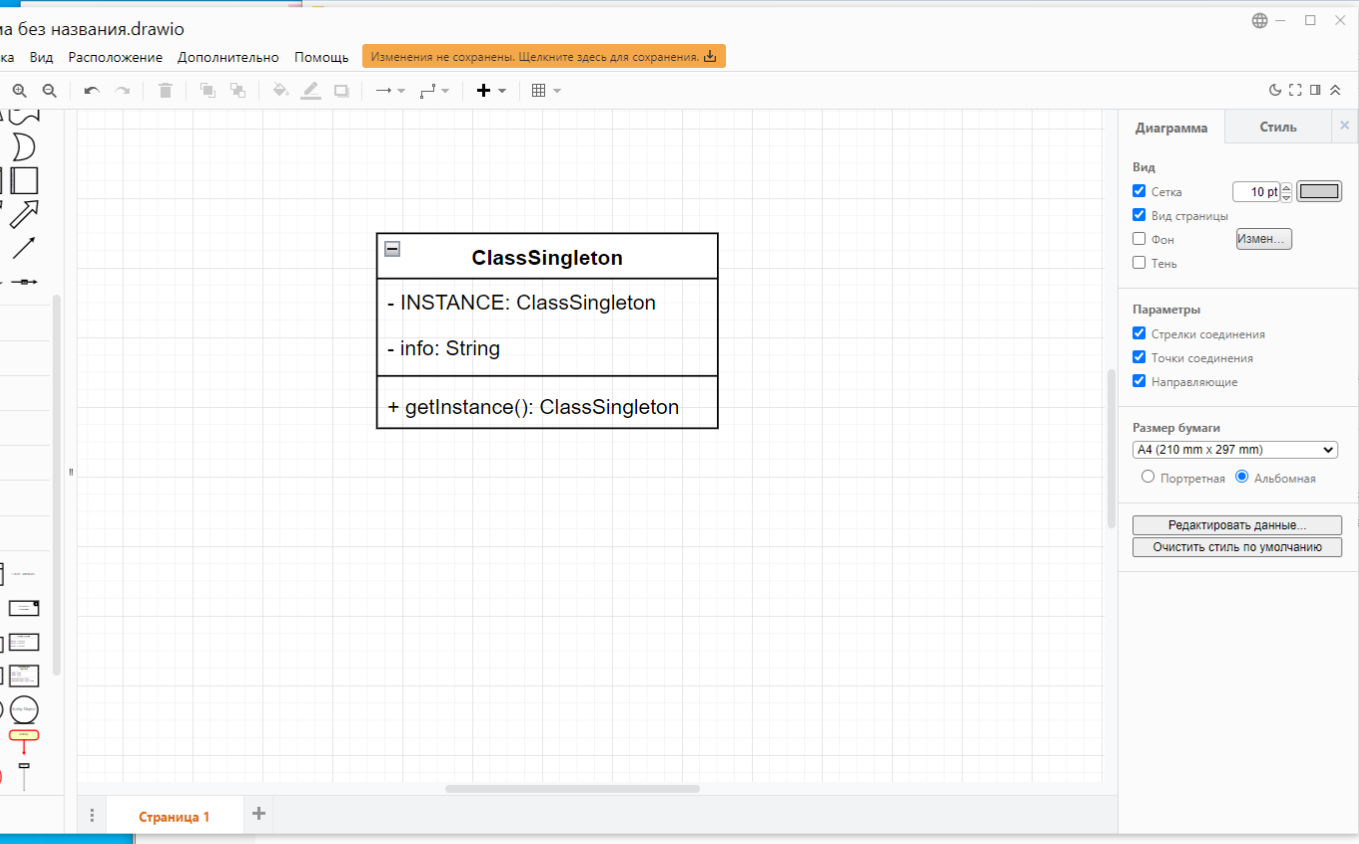 ма без названия.drawio
ка Вид Расположение Дополнительно Помощь Изменения не сохранены. Щелкните здесь для сохранения.
Диаграмма Стиль
Вид
Сетка 10 pt
Вид страницы
Фон Измен...
Тень
ClassSingleton
- INSTANCE: ClassSingleton
- info: String
+ getInstance(): ClassSingleton
Параметры
Стрелки соединения
Точки соединения
Направляющие
Размер бумаги
A4 (210 mm x 297 mm)
Портретная Альбомная
Редактировать данные...
Очистить стиль по умолчанию
Страница 1